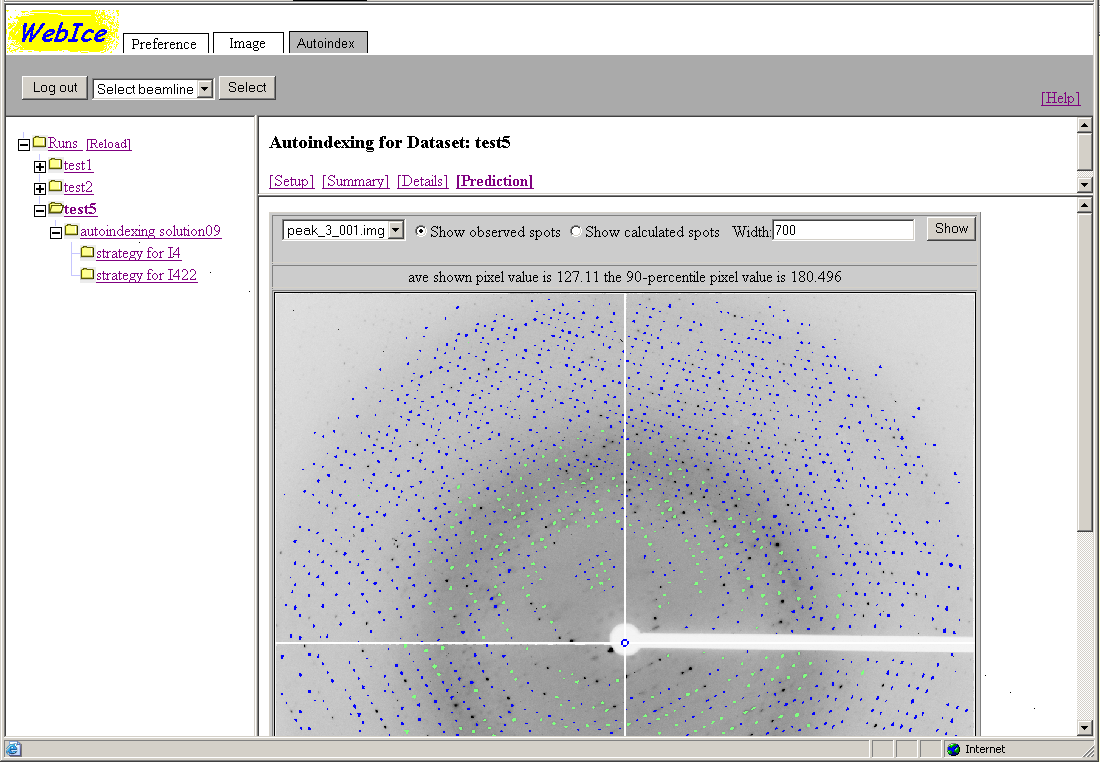 WebIce
Preference Image Autoindex
Log out Select beamline Select
[Help]
Runs [Reload]
test1
test2
test5
autoindexing solution09
strategy for I4
strategy for I422
Autoindexing for Dataset: test5
[Setup] [Summary] [Details] [Prediction]
peak_3_001.img Show observed spots Show calculated spots Width: 700 Show
ave shown pixel value is 127.11 the 90-percentile pixel value is 180.496
Internet